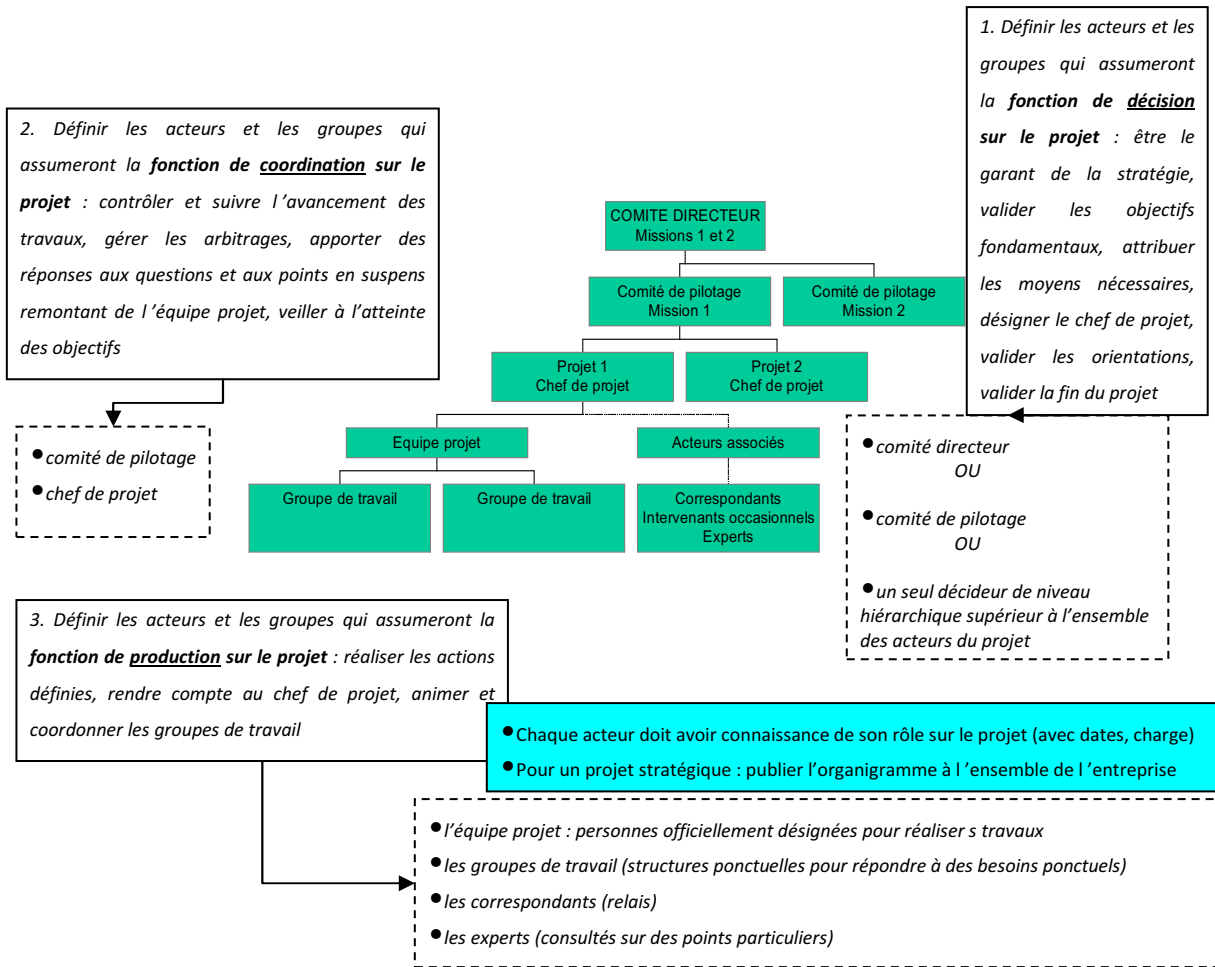 1. Définir les acteurs et les
groupes qui assumeront
la fonction de décision
sur le projet : être le
garant de la stratégie,
valider les objectifs
fondamentaux, attribuer
les moyens nécessaires,
désigner le chef de projet,
valider les orientations,
valider la fin du projet
2. Définir les acteurs et les groupes qui
assumeront la fonction de coordination sur le
projet : contrôler et suivre l 'avancement des
travaux, gérer les arbitrages, apporter des
réponses aux questions et aux points en suspens
remontant de l 'équipe projet, veiller à l'atteinte
des objectifs
COMITE DIRECTEUR
Missions 1 et 2
Comité de pilotage
Mission 1
Comité de pilotage
Mission 2
Projet 1
Chef de projet
Projet 2
Chef de projet
Equipe projet
Acteurs associés
Groupe de travail
Groupe de travail
Correspondants
Intervenants occasionnels
Experts
●comité de pilotage
●chef de projet
●comité directeur
OU
●comité de pilotage
OU
●un seul décideur de niveau
hiérarchique supérieur à l'ensemble
des acteurs du projet
3. Définir les acteurs et les groupes qui assumeront la
fonction de production sur le projet : réaliser les actions
définies, rendre compte au chef de projet, animer et
coordonner les groupes de travail
●Chaque acteur doit avoir connaissance de son rôle sur le projet (avec dates, charge)
●Pour un projet stratégique : publier l'organigramme à l 'ensemble de l 'entreprise
●l'équipe projet : personnes officiellement désignées pour réaliser s travaux
●les groupes de travail (structures ponctuelles pour répondre à des besoins ponctuels)
●les correspondants (relais)
●les experts (consultés sur des points particuliers)